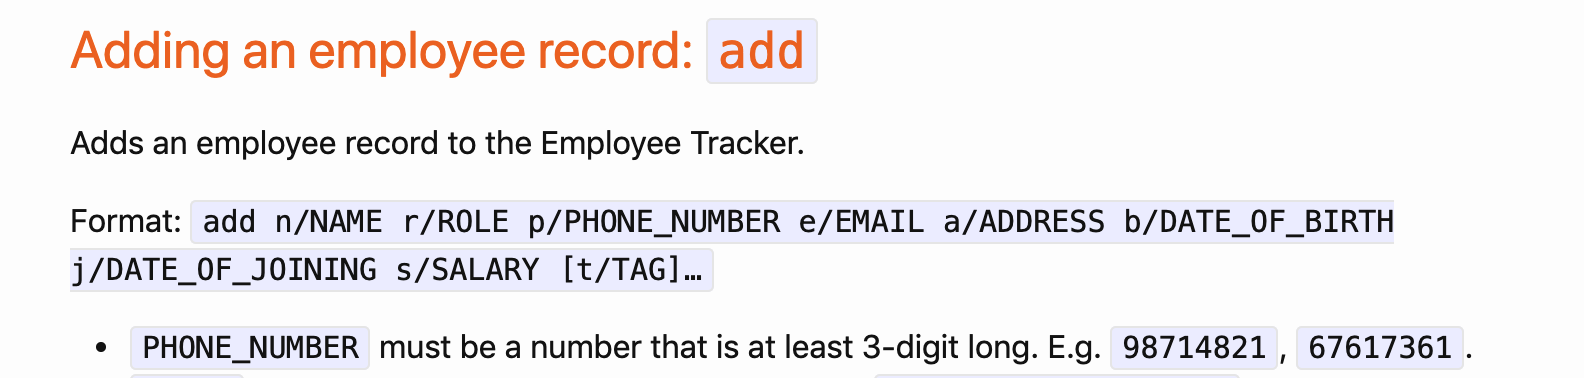 Adding an employee record: add
Adds an employee record to the Employee Tracker.
Format: add n/NAME r/ROLE p/PHONE_NUMBER e/EMAIL a/ADDRESS b/DATE_OF_BIRTH
j/DATE_OF_JOINING s/SALARY [t/TAG]…
• PHONE_NUMBER must be a number that is at least 3-digit long. E.g. 98714821, 67617361.